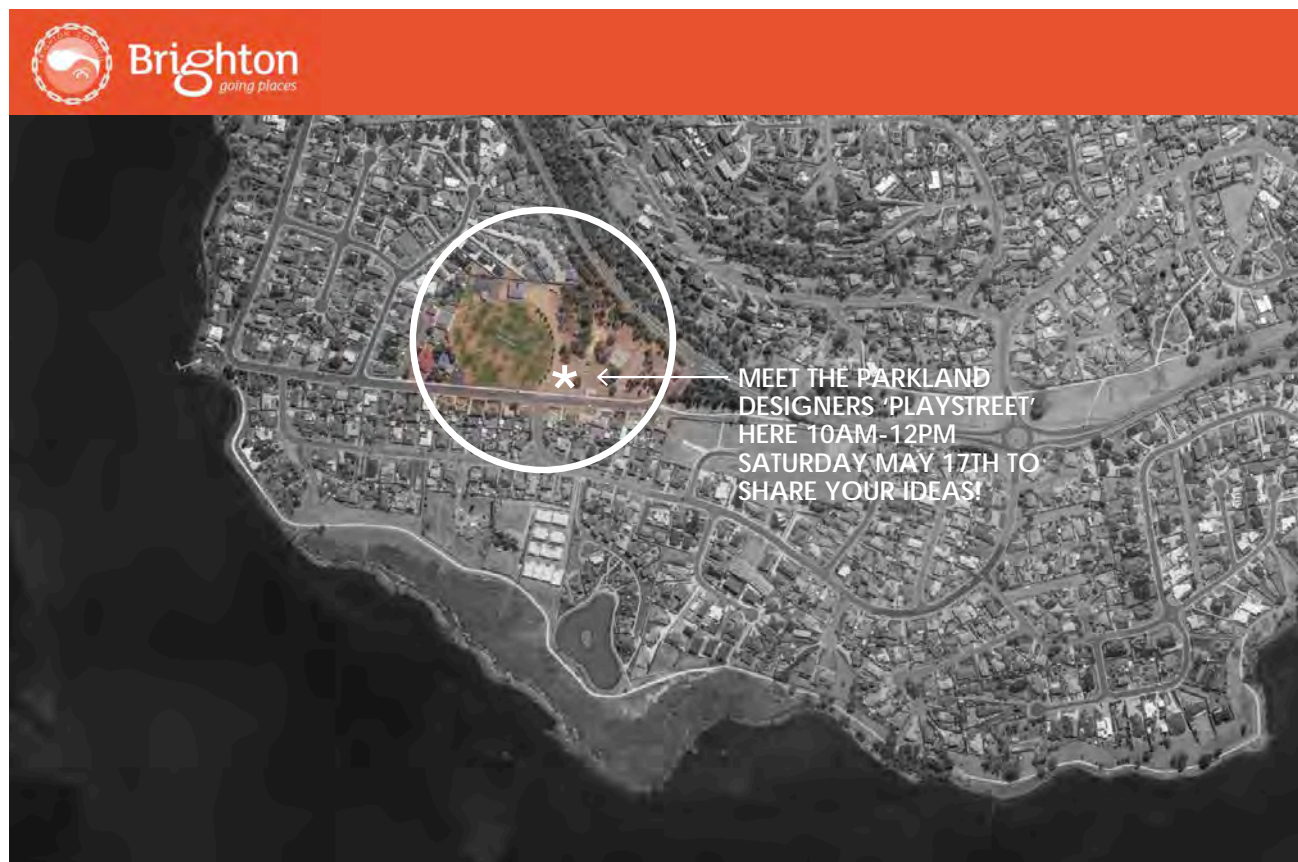 Brighton
going places
*
MEET THE PARKLAND
DESIGNERS ‘PLAYSTREET’
HERE 10AM-12PM
SATURDAY MAY 17TH TO
SHARE YOUR IDEAS!